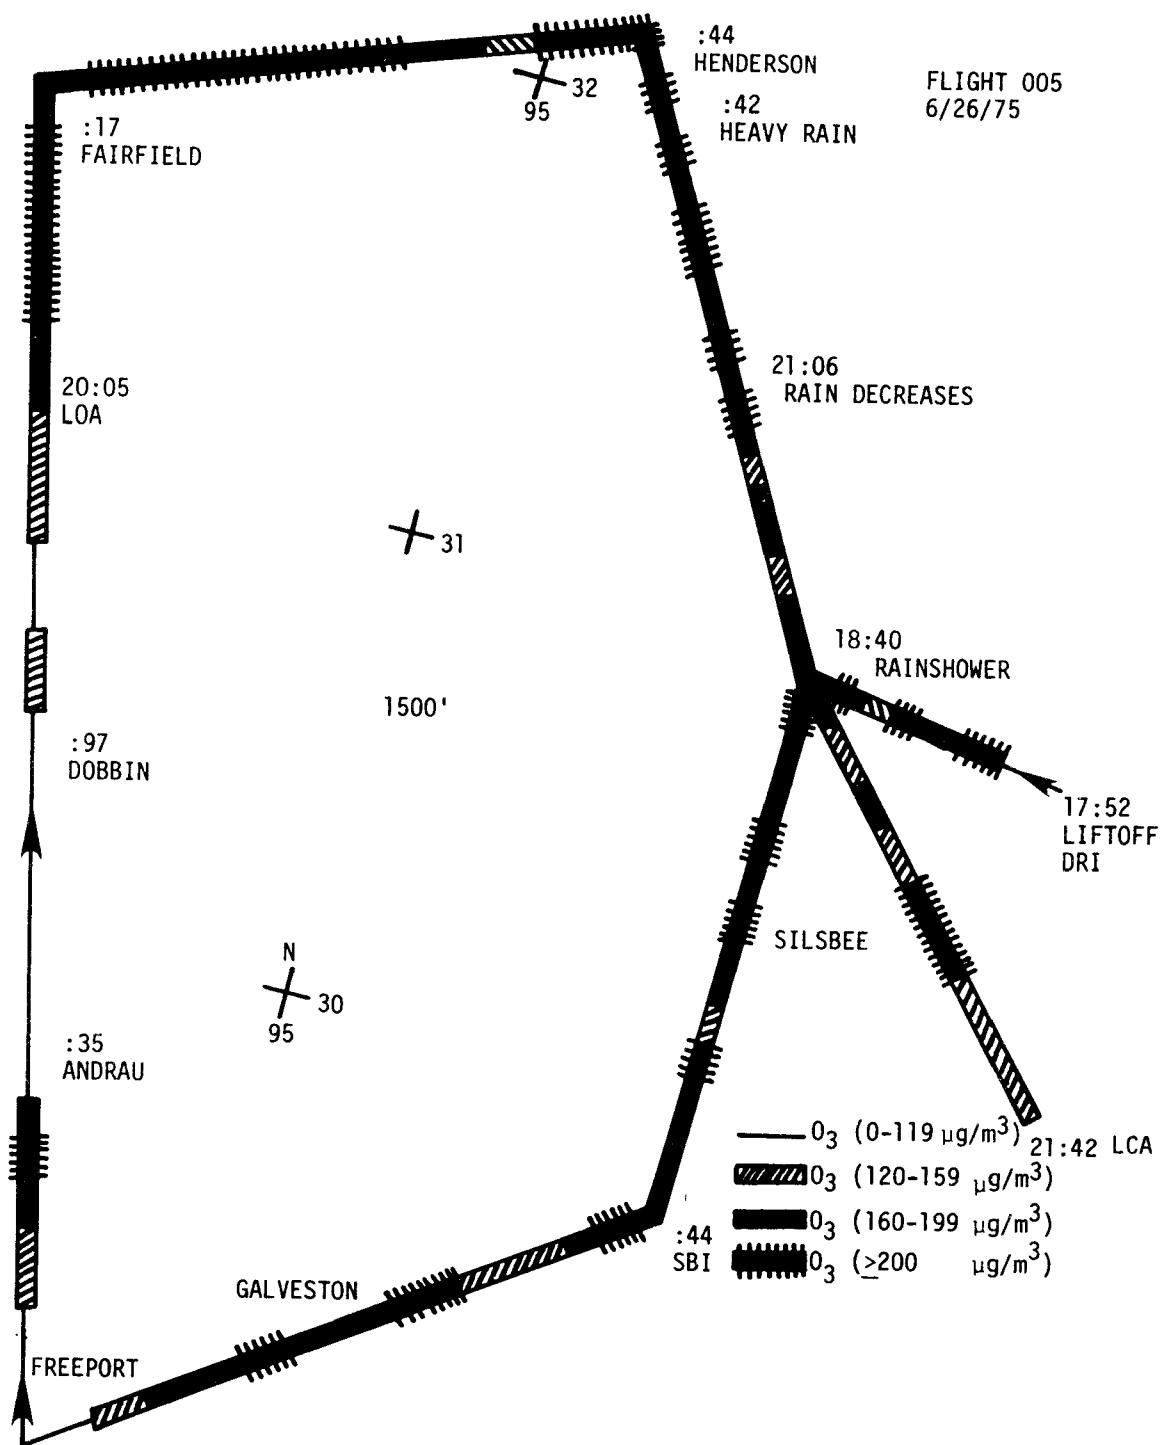 :44
HENDERSON
FLIGHT 005
6/26/75
:42
HEAVY RAIN
32
95
:17
FAIRFIELD
20:05
LOA
21:06
RAIN DECREASES
31
18:40
RAINSHOWER
1500'
:97
DOBBIN
17:52
LIFTOFF
DRI
SILSBEE
N
30
95
:35
ANDRAU
O3 (0-119 μg/m3)
21:42 LCA
O3 (120-159 μg/m3)
O3 (160-199 μg/m3)
O3 (≥200 μg/m3)
:44
SBI
GALVESTON
FREEPORT